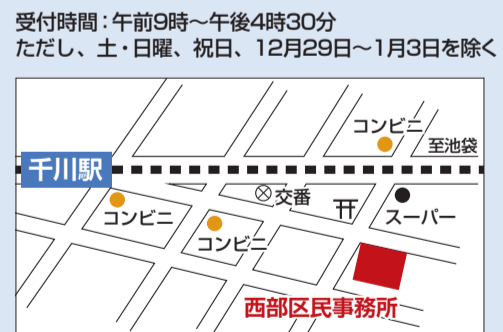 受付時間：午前9時～午後4時30分
ただし、土・日曜、祝日、12月29日～1月3日を除く
コンビニ
至池袋
千川駅
交番
コンビニ
スーパー
コンビニ
西部区民事務所